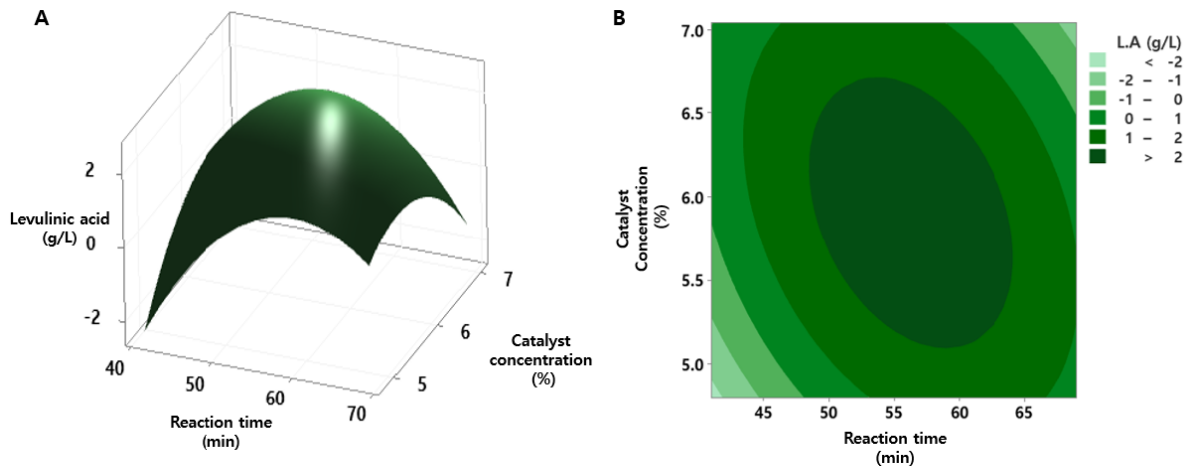 A
2
Levulinic acid
(g/L)
0
-2
40
50
60
70
Reaction time
(min)
5
6
7
Catalyst
concentration
(%)
B
7.0
6.5
6.0
5.5
5.0
Catalyst
Concentration
(%)
45
50
55
60
65
Reaction time
(min)
L.A (g/L)
< -2
-2 – -1
-1 – 0
0 – 1
1 – 2
> 2